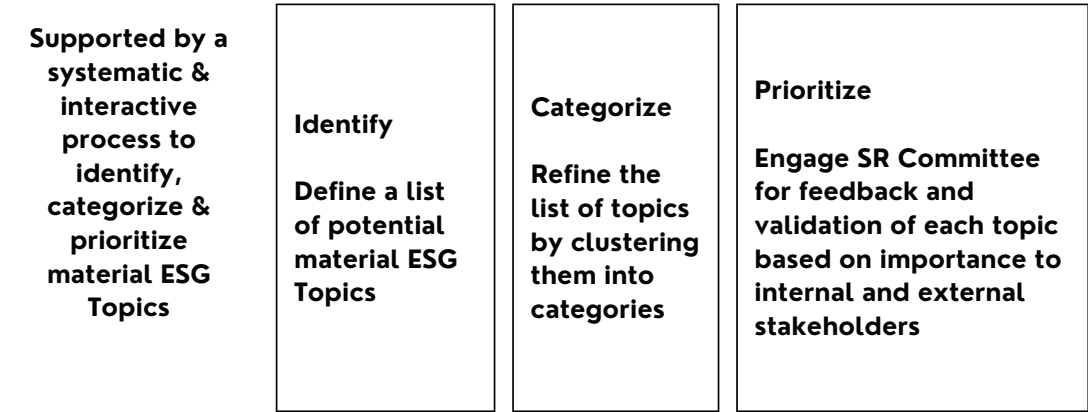 Supported by a
systematic &
interactive
process to
identify,
categorize &
prioritize
material ESG
Topics
Identify
Define a list
of potential
material ESG
Topics
Categorize
Refine the
list of topics
by clustering
them into
categories
Prioritize
Engage SR Committee
for feedback and
validation of each topic
based on importance to
internal and external
stakeholders